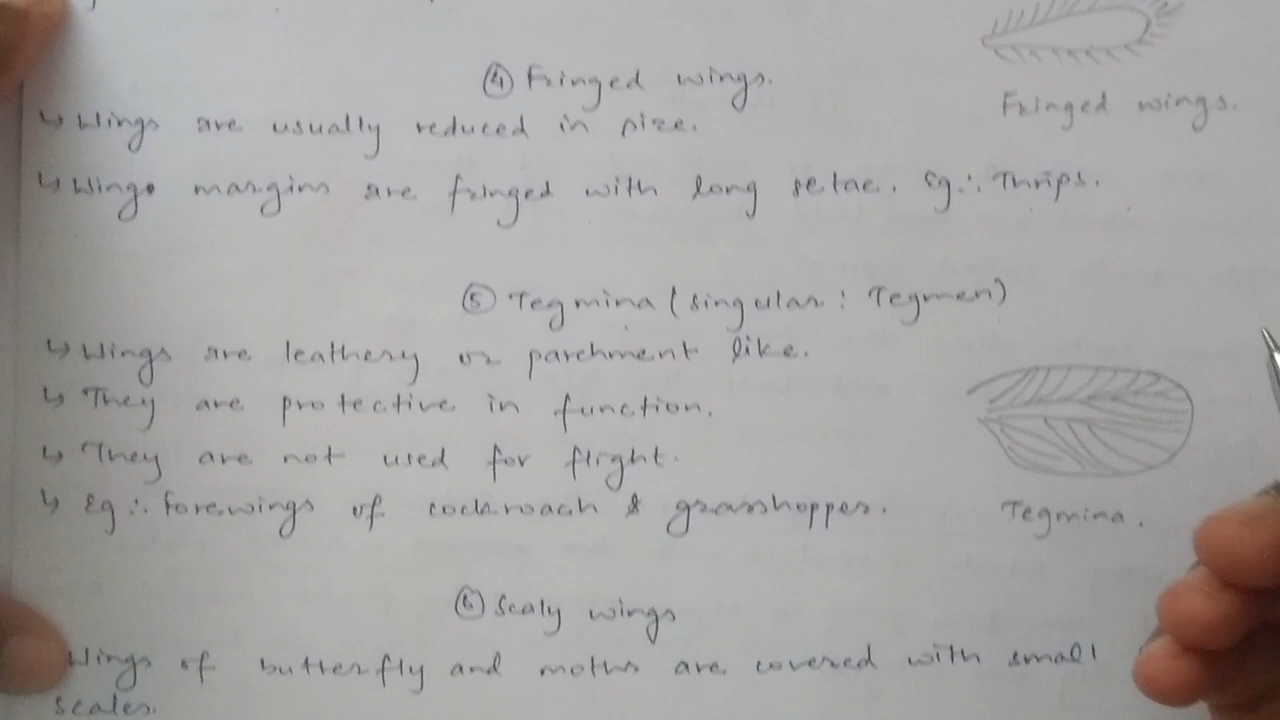 ④ Fringed wings.
↳ Wings are usually reduced in size.
Fringed wings.
↳ Wings margins are fringed with long setae. Eg:- Thrips.
⑤ Tegmina (singular : Tegmen)
↳ Wings are leathery or parchment like.
↳ They are protective in function.
↳ They are not used for flight.
↳ Eg:- forewings of cockroach & grasshopper.
Tegmina.
⑥ Scaly wings
Wings of butterfly and moths are covered with small
scales.